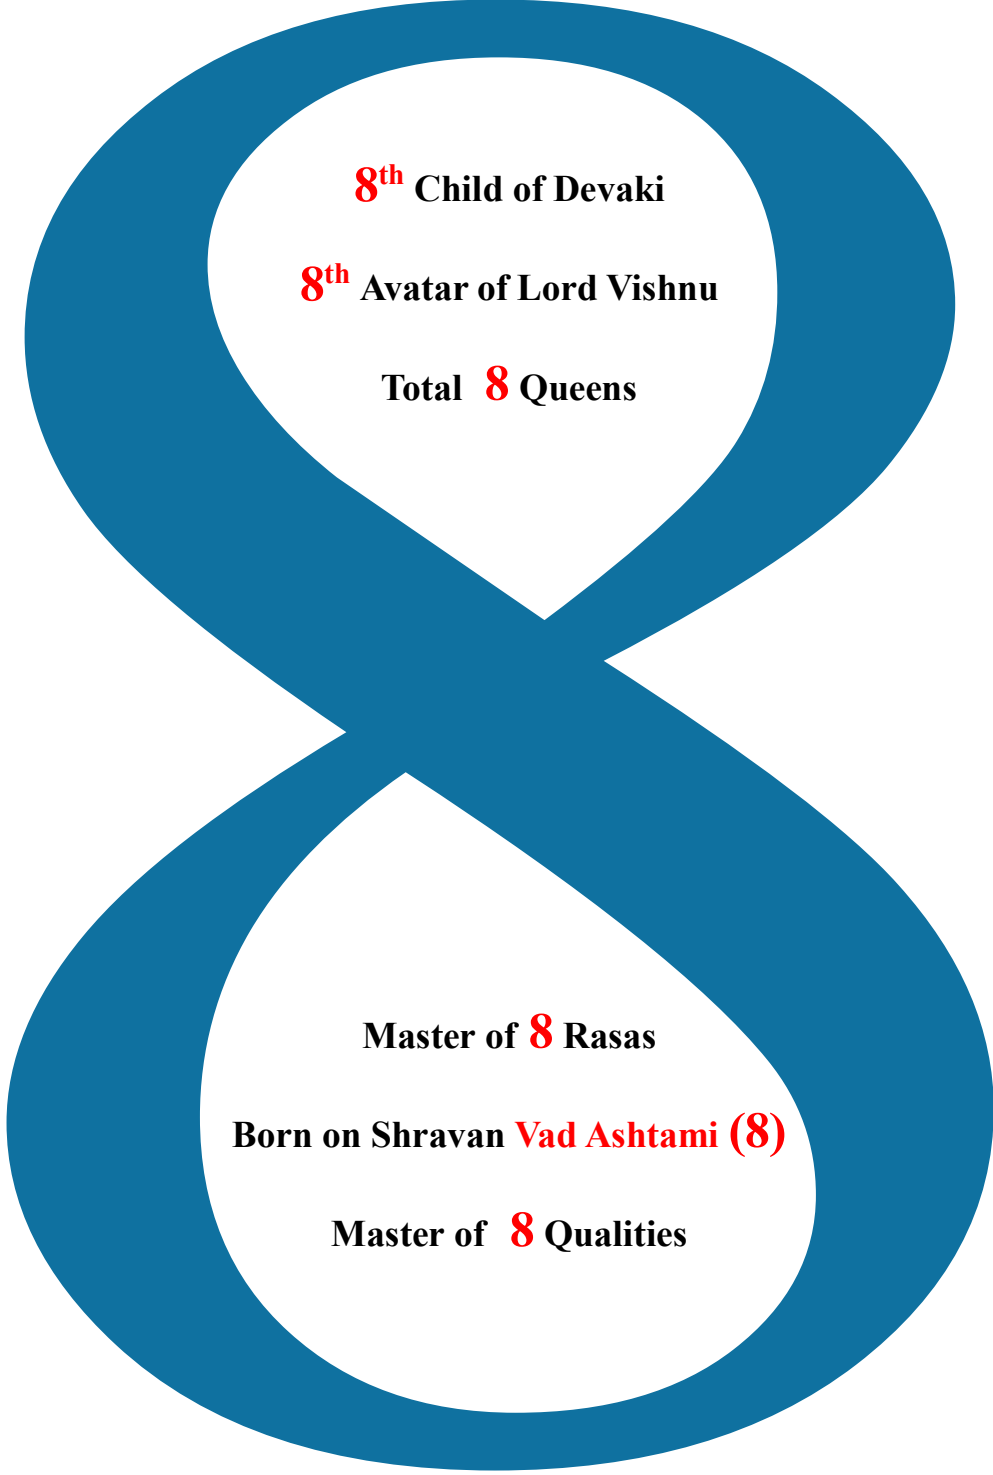 8th Child of Devaki
8th Avatar of Lord Vishnu
Total 8 Queens
Master of 8 Rasas
Born on Shravan Vad Ashtami (8)
Master of 8 Qualities